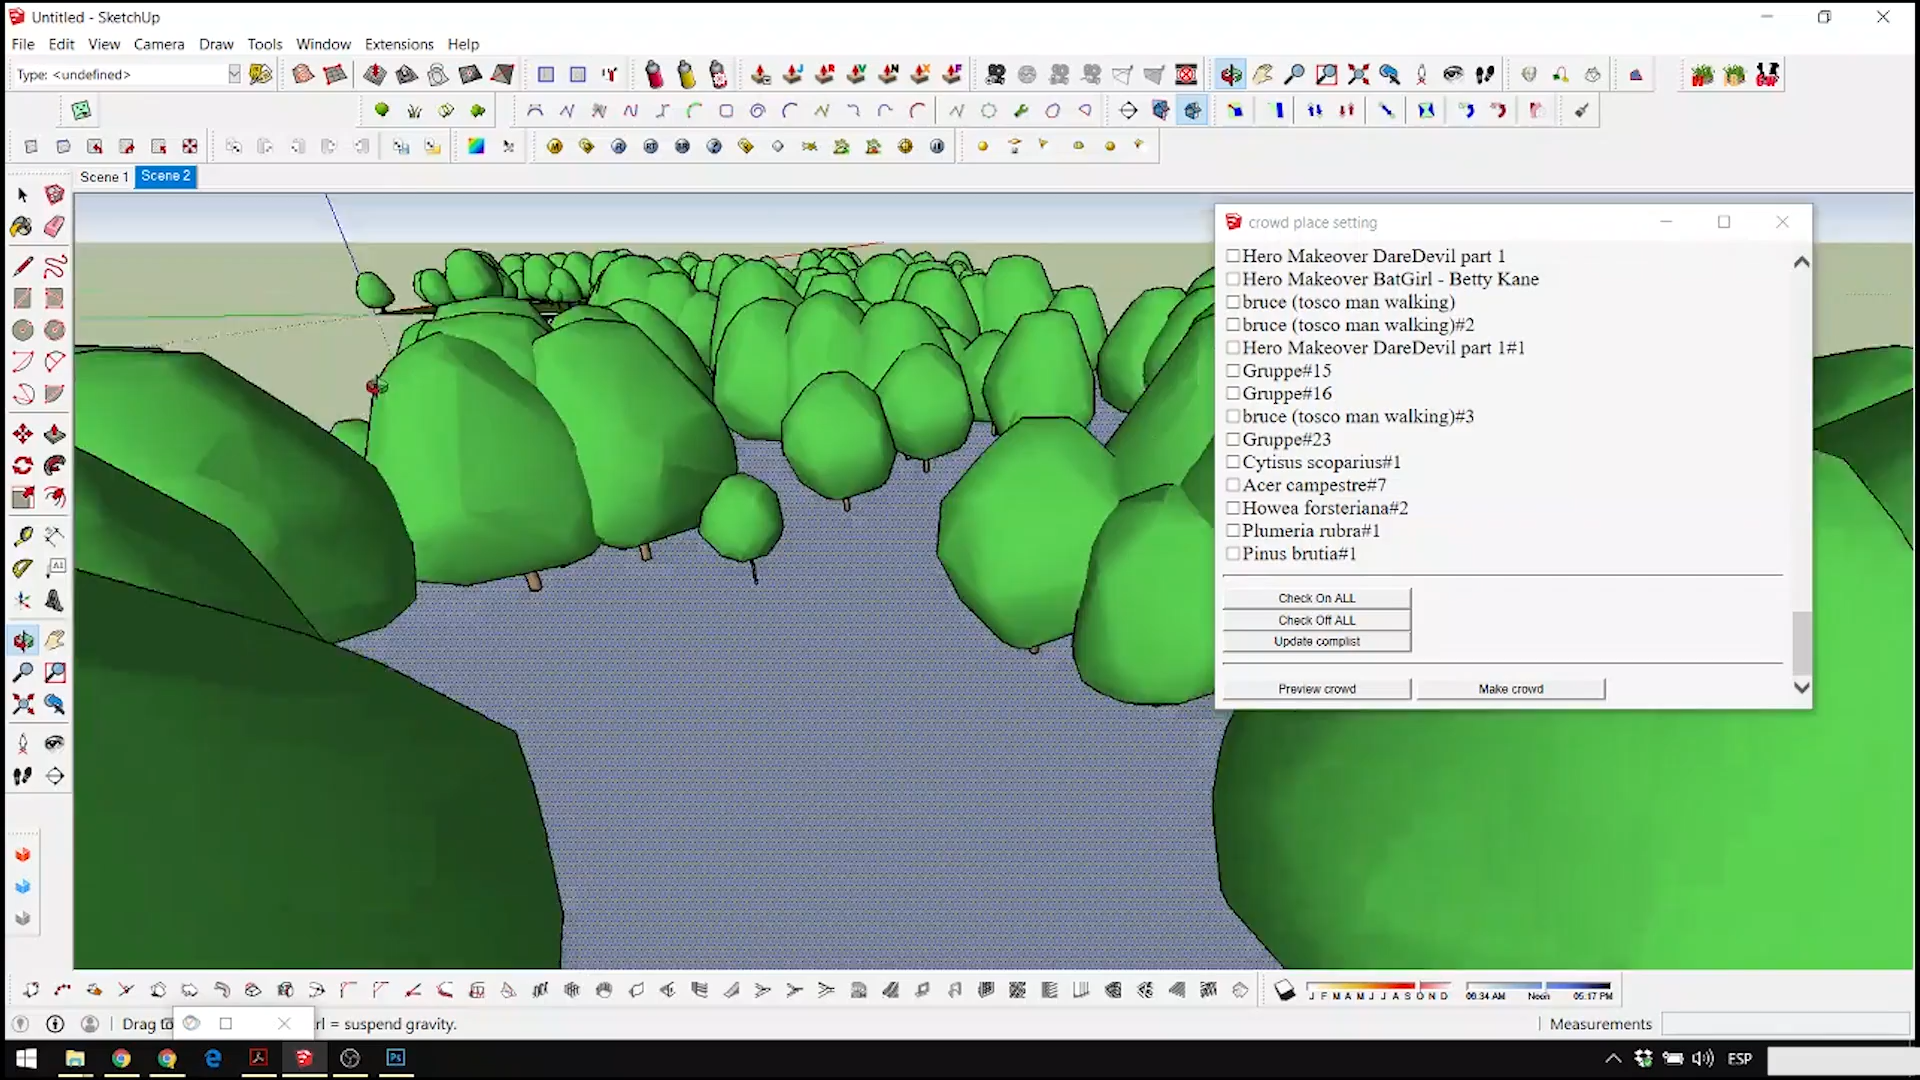 Untitled - SketchUp
File Edit View Camera Draw Tools Window Extensions Help
Type: <undefined>
Scene 1 Scene 2
crowd place setting
Hero Makeover DareDevil part 1
Hero Makeover BatGirl - Betty Kane
bruce (tosco man walking)
bruce (tosco man walking)#2
Hero Makeover DareDevil part 1#1
Gruppe#15
Gruppe#16
bruce (tosco man walking)#3
Gruppe#23
Cytisus scoparius#1
Acer campestre#7
Howea forsteriana#2
Plumeria rubra#1
Pinus brutia#1
Check On ALL
Check Off ALL
Update complist
Preview crowd Make crowd
J F M A M J J A S O N D 06:34 AM Noon 05:17 PM
Drag to rl = suspend gravity. Measurements
ESP